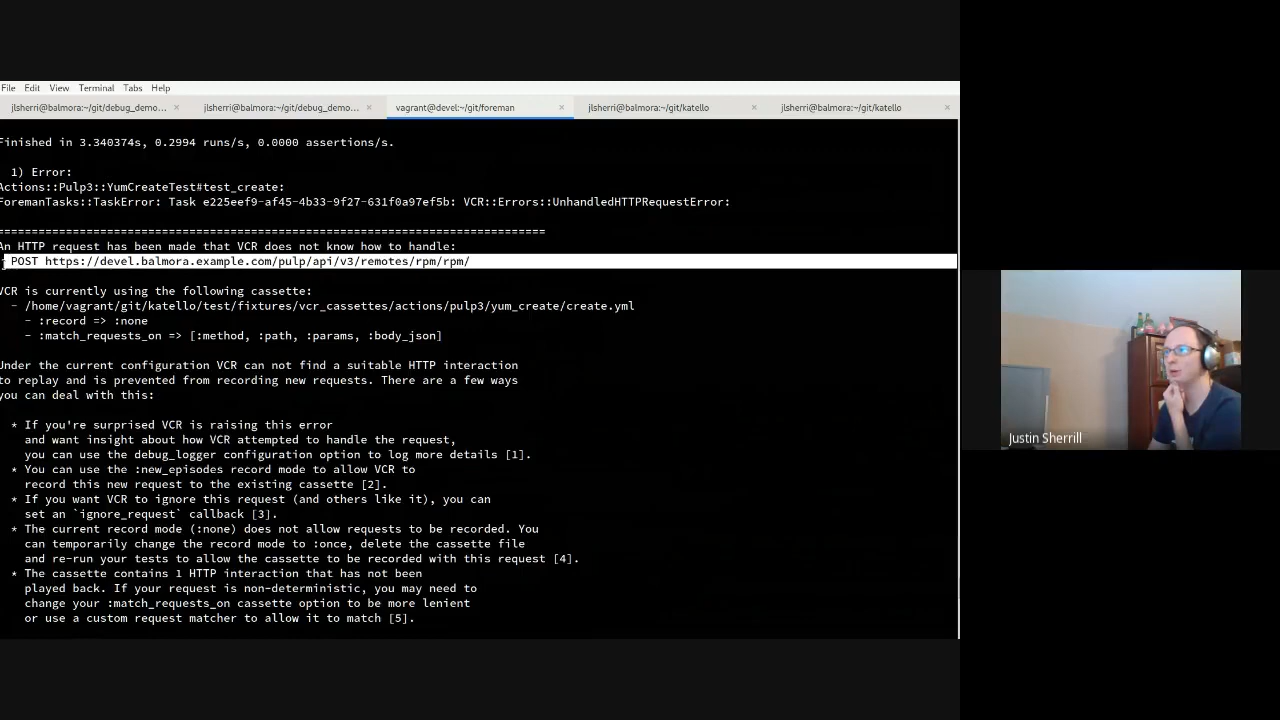 File Edit View Terminal Tabs Help
jlsherri@balmora:~/git/debug_demo... × jlsherri@balmora:~/git/debug_demo... × vagrant@devel:~/git/foreman × jlsherri@balmora:~/git/katello × jlsherri@balmora:~/git/katello ×
Finished in 3.340374s, 0.2994 runs/s, 0.0000 assertions/s.
1) Error:
Actions::Pulp3::YumCreateTest#test_create:
ForemanTasks::TaskError: Task e225eef9-af45-4b33-9f27-631f0a97ef5b: VCR::Errors::UnhandledHTTPRequestError:
================================================================================
An HTTP request has been made that VCR does not know how to handle:
POST https://devel.balmora.example.com/pulp/api/v3/remotes/rpm/rpm/
VCR is currently using the following cassette:
- /home/vagrant/git/katello/test/fixtures/vcr_cassettes/actions/pulp3/yum_create/create.yml
- :record => :none
- :match_requests_on => [:method, :path, :params, :body_json]
Under the current configuration VCR can not find a suitable HTTP interaction
to replay and is prevented from recording new requests. There are a few ways
you can deal with this:
* If you're surprised VCR is raising this error
and want insight about how VCR attempted to handle the request,
you can use the debug_logger configuration option to log more details [1].
* You can use the :new_episodes record mode to allow VCR to
record this new request to the existing cassette [2].
* If you want VCR to ignore this request (and others like it), you can
set an `ignore_request` callback [3].
* The current record mode (:none) does not allow requests to be recorded. You
can temporarily change the record mode to :once, delete the cassette file
and re-run your tests to allow the cassette to be recorded with this request [4].
* The cassette contains 1 HTTP interaction that has not been
played back. If your request is non-deterministic, you may need to
change your :match_requests_on cassette option to be more lenient
or use a custom request matcher to allow it to match [5].
Justin Sherrill